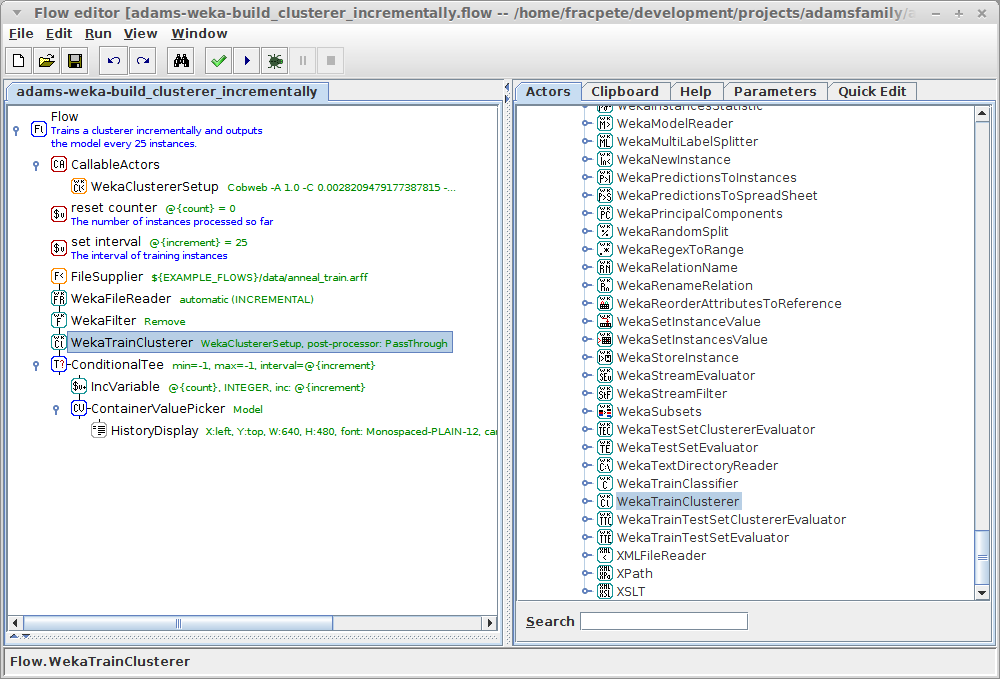 Flow editor [adams-weka-build_clusterer_incrementally.flow -- /home/fracpete/development/projects/adamsfamily/
File Edit Run View Window
adams-weka-build_clusterer_incrementally
Flow
Trains a clusterer incrementally and outputs
the model every 25 instances.
CallableActors
WekaClustererSetup Cobweb -A 1.0 -C 0.0028209479177387815 -...
reset counter @{count} = 0
The number of instances processed so far
set interval @{increment} = 25
The interval of training instances
FileSupplier ${EXAMPLE_FLOWS}/data/anneal_train.arff
WekaFileReader automatic (INCREMENTAL)
WekaFilter Remove
WekaTrainClusterer WekaClustererSetup, post-processor: PassThrough
ConditionalTee min=-1, max=-1, interval=@{increment}
IncVariable @{count}, INTEGER, inc: @{increment}
ContainerValuePicker Model
HistoryDisplay X:left, Y:top, W:640, H:480, font: Monospaced-PLAIN-12, ca
Actors Clipboard Help Parameters Quick Edit
WekaInstancesStatistic
WekaModelReader
WekaMultiLabelSplitter
WekaNewInstance
WekaPredictionsToInstances
WekaPredictionsToSpreadSheet
WekaPrincipalComponents
WekaRandomSplit
WekaRegexToRange
WekaRelationName
WekaRenameRelation
WekaReorderAttributesToReference
WekaSetInstanceValue
WekaSetInstancesValue
WekaStoreInstance
WekaStreamEvaluator
WekaStreamFilter
WekaSubsets
WekaTestSetClustererEvaluator
WekaTestSetEvaluator
WekaTextDirectoryReader
WekaTrainClassifier
WekaTrainClusterer
WekaTrainTestSetClustererEvaluator
WekaTrainTestSetEvaluator
XMLFileReader
XPath
XSLT
Search
Flow.WekaTrainClusterer